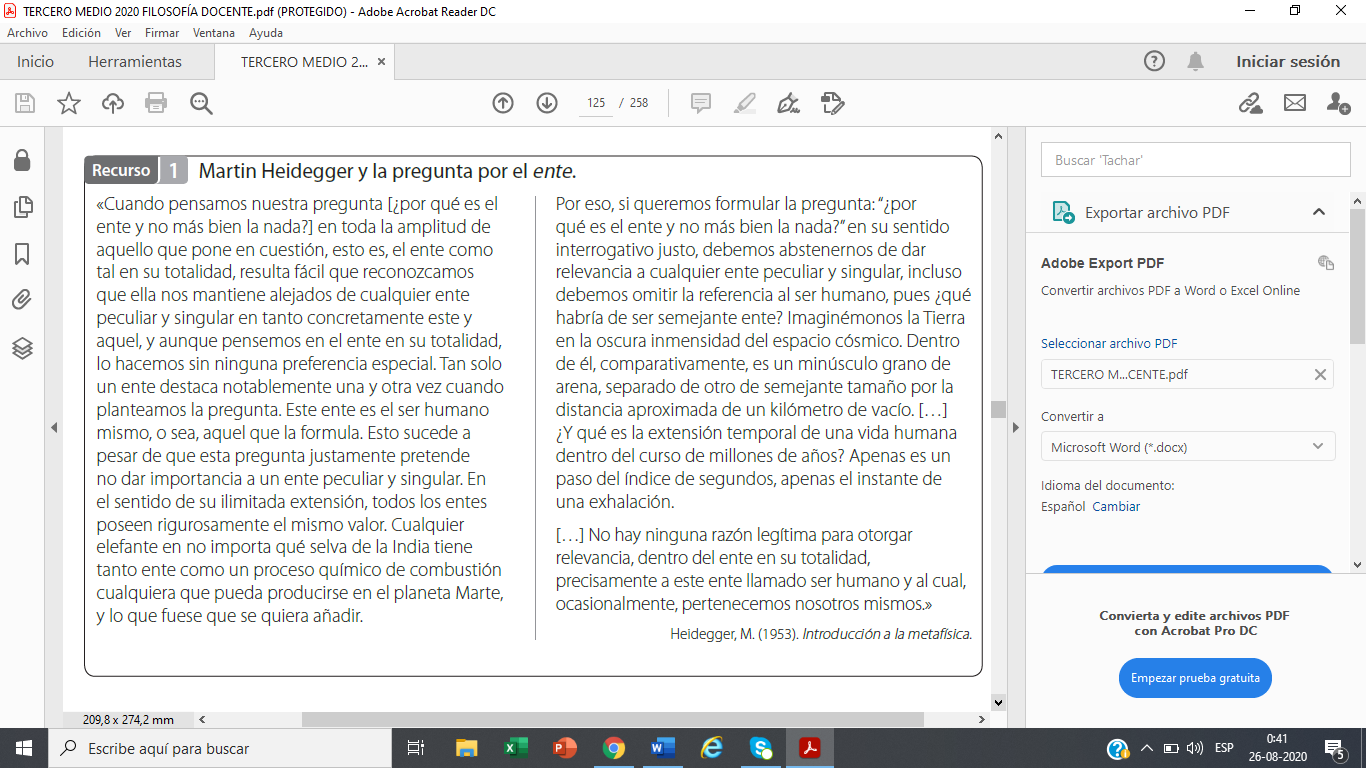 TERCERO MEDIO 2020 FILOSOFÍA DOCENTE.pdf (PROTEGIDO) - Adobe Acrobat Reader DC
Archivo Edición Ver Firmar Ventana Ayuda
Inicio Herramientas TERCERO MEDIO 2... Iniciar sesión
125 / 258
Recurso 1 Martin Heidegger y la pregunta por el ente.
«Cuando pensamos nuestra pregunta [¿por qué es el
ente y no más bien la nada?] en toda la amplitud de
aquello que pone en cuestión, esto es, el ente como
tal en su totalidad, resulta fácil que reconozcamos
que ella nos mantiene alejados de cualquier ente
peculiar y singular en tanto concretamente este y
aquel, y aunque pensemos en el ente en su totalidad,
lo hacemos sin ninguna preferencia especial. Tan solo
un ente destaca notablemente una y otra vez cuando
planteamos la pregunta. Este ente es el ser humano
mismo, o sea, aquel que la formula. Esto sucede a
pesar de que esta pregunta justamente pretende
no dar importancia a un ente peculiar y singular. En
el sentido de su ilimitada extensión, todos los entes
poseen rigurosamente el mismo valor. Cualquier
elefante en no importa qué selva de la India tiene
tanto ente como un proceso químico de combustión
cualquiera que pueda producirse en el planeta Marte,
y lo que fuese que se quiera añadir.
Por eso, si queremos formular la pregunta: “¿por
qué es el ente y no más bien la nada?” en su sentido
interrogativo justo, debemos abstenernos de dar
relevancia a cualquier ente peculiar y singular, incluso
debemos omitir la referencia al ser humano, pues ¿qué
habría de ser semejante ente? Imaginémonos la Tierra
en la oscura inmensidad del espacio cósmico. Dentro
de él, comparativamente, es un minúsculo grano de
arena, separado de otro de semejante tamaño por la
distancia aproximada de un kilómetro de vacío. […]
¿Y qué es la extensión temporal de una vida humana
dentro del curso de millones de años? Apenas es un
paso del índice de segundos, apenas el instante de
una exhalación.
[…] No hay ninguna razón legítima para otorgar
relevancia, dentro del ente en su totalidad,
precisamente a este ente llamado ser humano y al cual,
ocasionalmente, pertenecemos nosotros mismos.»
Heidegger, M. (1953). Introducción a la metafísica.
209,8 x 274,2 mm
Buscar 'Tachar'
Exportar archivo PDF
Adobe Export PDF
Convertir archivos PDF a Word o Excel Online
Seleccionar archivo PDF
TERCERO M...CENTE.pdf
Convertir a
Microsoft Word (*.docx)
Idioma del documento:
Español Cambiar
Convierta y edite archivos PDF
con Acrobat Pro DC
Empezar prueba gratuita
Escribe aquí para buscar
ESP
0:41
26-08-2020
5